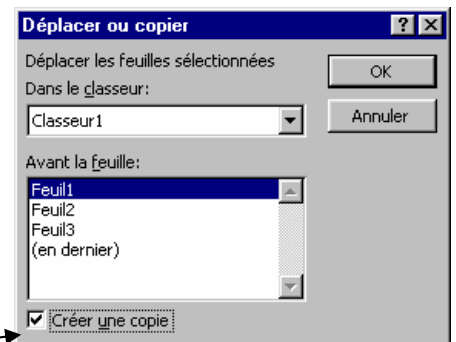 Déplacer ou copier
Déplacer les feuilles sélectionnées
Dans le classeur:
Classeur1
Avant la feuille:
Feuil1
Feuil2
Feuil3
(en dernier)
Créer une copie
OK
Annuler